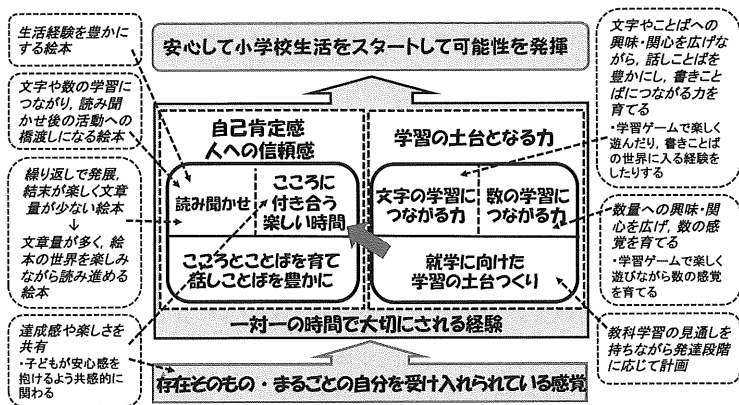 安心して小学校生活をスタートして可能性を発揮
生活経験を豊かに
する絵本
文字や数の学習に
つながり, 読み聞
かせ後の活動への
橋渡しになる絵本
繰り返しで発展,
結末が楽しく文章
量が少ない絵本
↓
文章量が多く, 絵
本の世界を楽しみ
ながら読み進める
絵本
達成感や楽しさを
共有
・子どもが安心感を
抱けるよう共感的に
関わる
自己肯定感
人への信頼感
読み聞かせ
こころに
付き合う
楽しい時間
こころとことばを育て
話しことばを豊かに
学習の土台となる力
文字の学習に
つながる力
数の学習に
つながる力
就学に向けた
学習の土台つくり
一対一の時間で大切にされる経験
存在そのもの・まるごとの自分を受け入れられている感覚
文字やことばへの
興味・関心を広げな
がら, 話しことばを
豊かにし, 書きこと
ばにつながる力を
育てる
・学習ゲームで楽しく
遊んだり, 書きことば
の世界に入る経験を
したりする
数量への興味・関
心を広げ, 数の感
覚を育てる
・学習ゲームで楽しく
遊びながら数の感覚
を育てる
教科学習の見通しを
持ちながら発達段階
に応じて計画